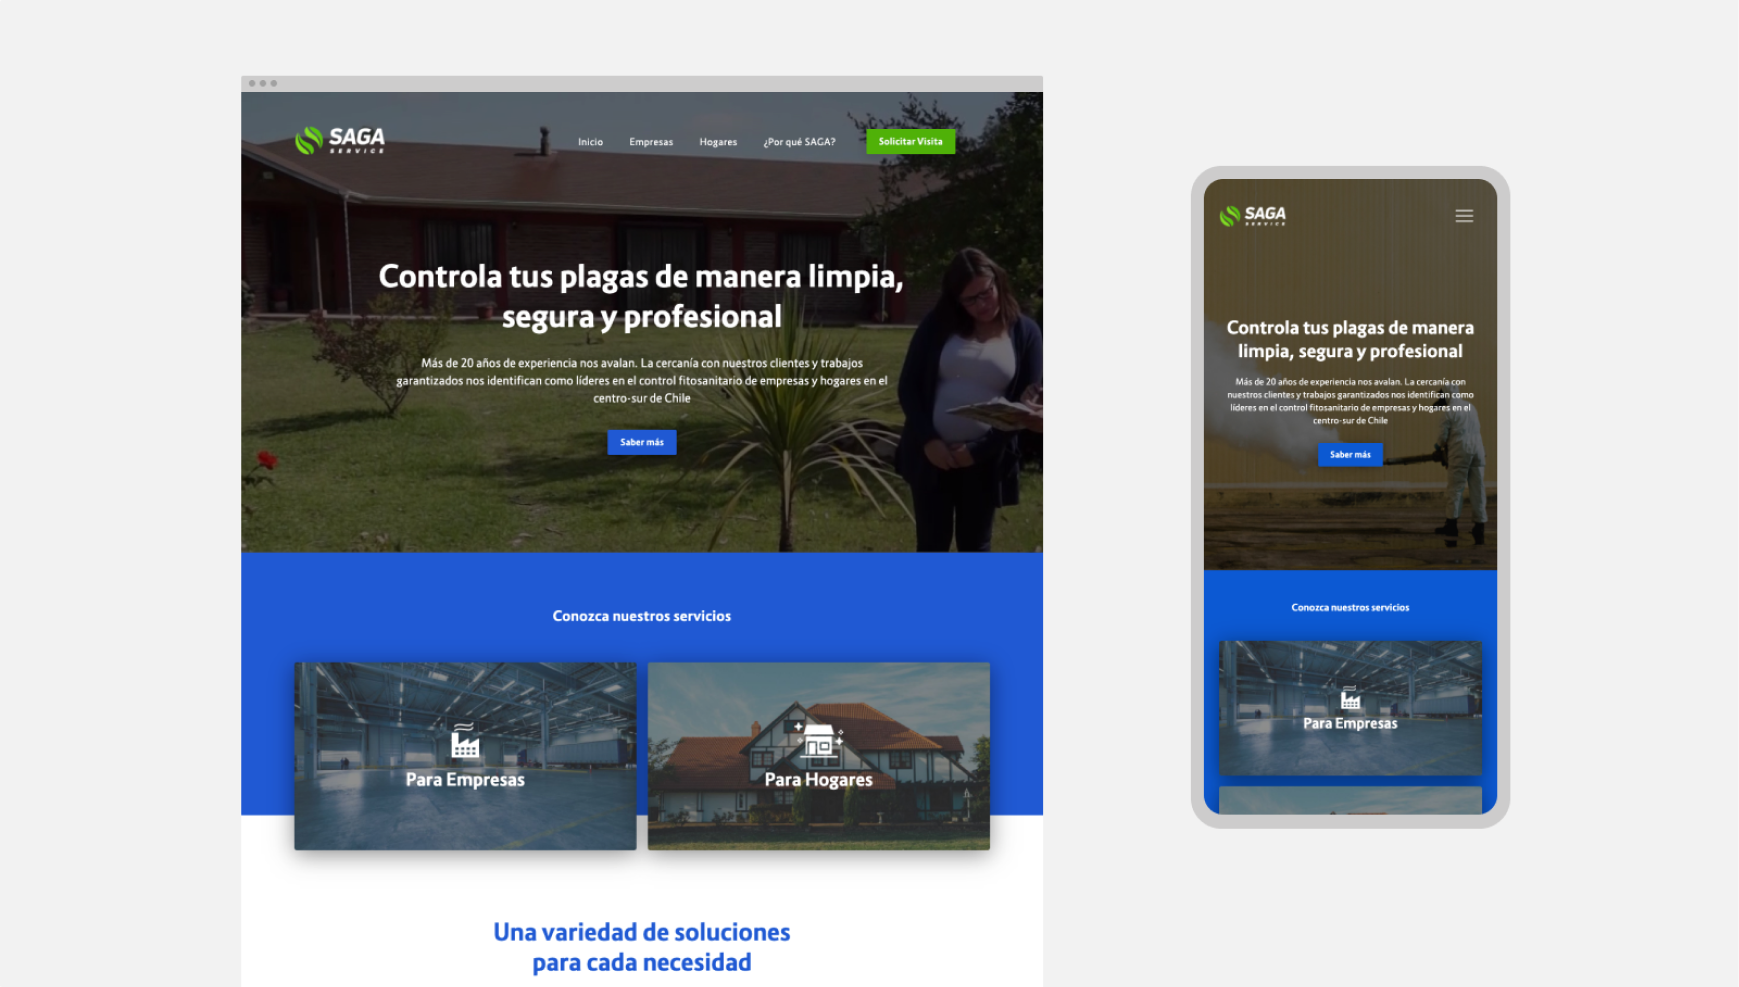 SAGA
SERVICE
Inicio
Empresas
Hogares
¿Por qué SAGA?
Solicitar Visita
Controla tus plagas de manera limpia,
segura y profesional
Más de 20 años de experiencia nos avalan. La cercanía con nuestros clientes y trabajos
garantizados nos identifican como líderes en el control fitosanitario de empresas y hogares en el
centro-sur de Chile
Saber más
Conozca nuestros servicios
Para Empresas
Para Hogares
Una variedad de soluciones
para cada necesidad
SAGA
SERVICE
Controla tus plagas de manera
limpia, segura y profesional
Más de 20 años de experiencia nos avalan. La cercanía con
nuestros clientes y trabajos garantizados nos identifican como
líderes en el control fitosanitario de empresas y hogares en el
centro-sur de Chile
Saber más
Conozca nuestros servicios
Para Empresas